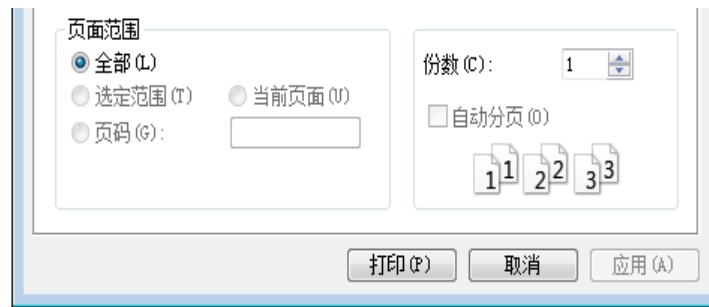 页面范围
全部(L)
选定范围(T) 当前页面(U)
页码(G):
份数(C): 1
自动分页(O)
1 1 2 2 3 3
打印(P) 取消 应用(A)